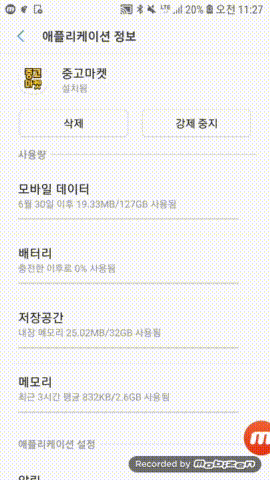 LTE 20% 오전 11:27
애플리케이션 정보
중고
마켓
중고마켓
설치됨
삭제
강제 중지
사용량
모바일 데이터
6월 30일 이후 19.33MB/127GB 사용됨
배터리
충전한 이후로 0% 사용됨
저장공간
내장 메모리 25.02MB/32GB 사용됨
메모리
최근 3시간 평균 832KB/2.6GB 사용됨
애플리케이션 설정
Recorded by mobizen